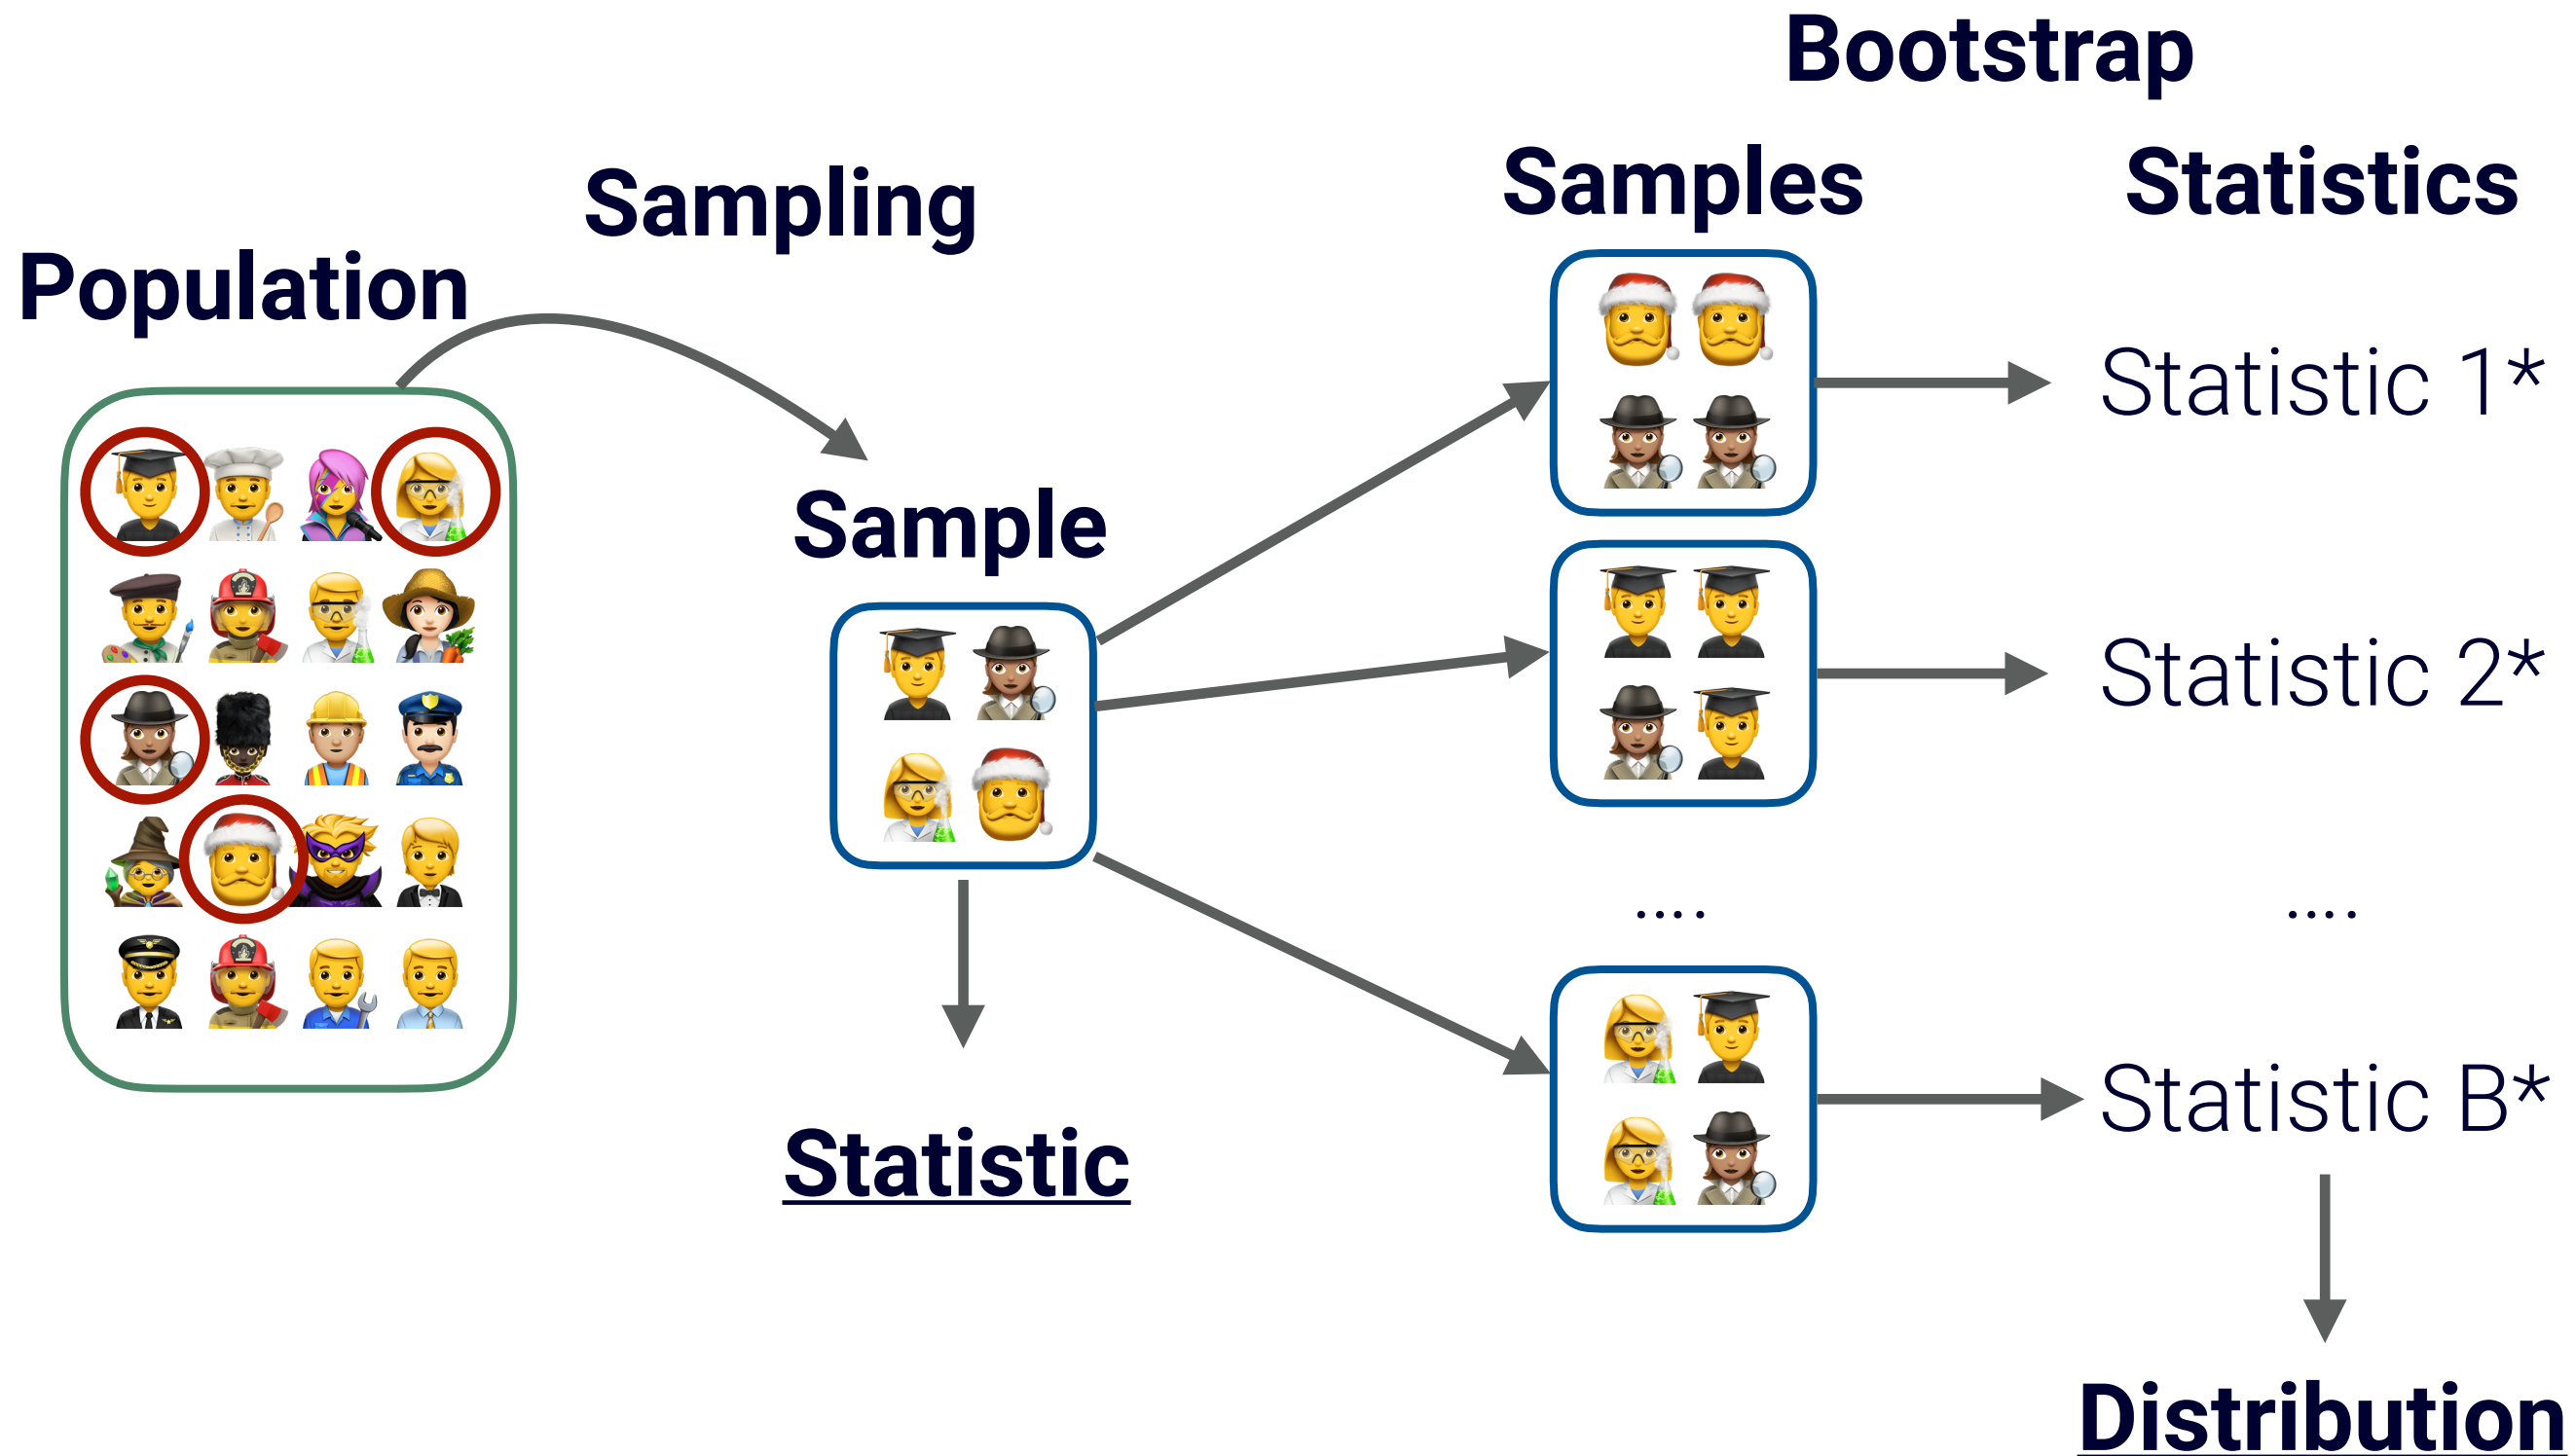 Bootstrap
Sampling
Samples
Statistics
Population
Statistic 1*
Sample
Statistic 2*
....
....
Statistic B*
Statistic
Distribution